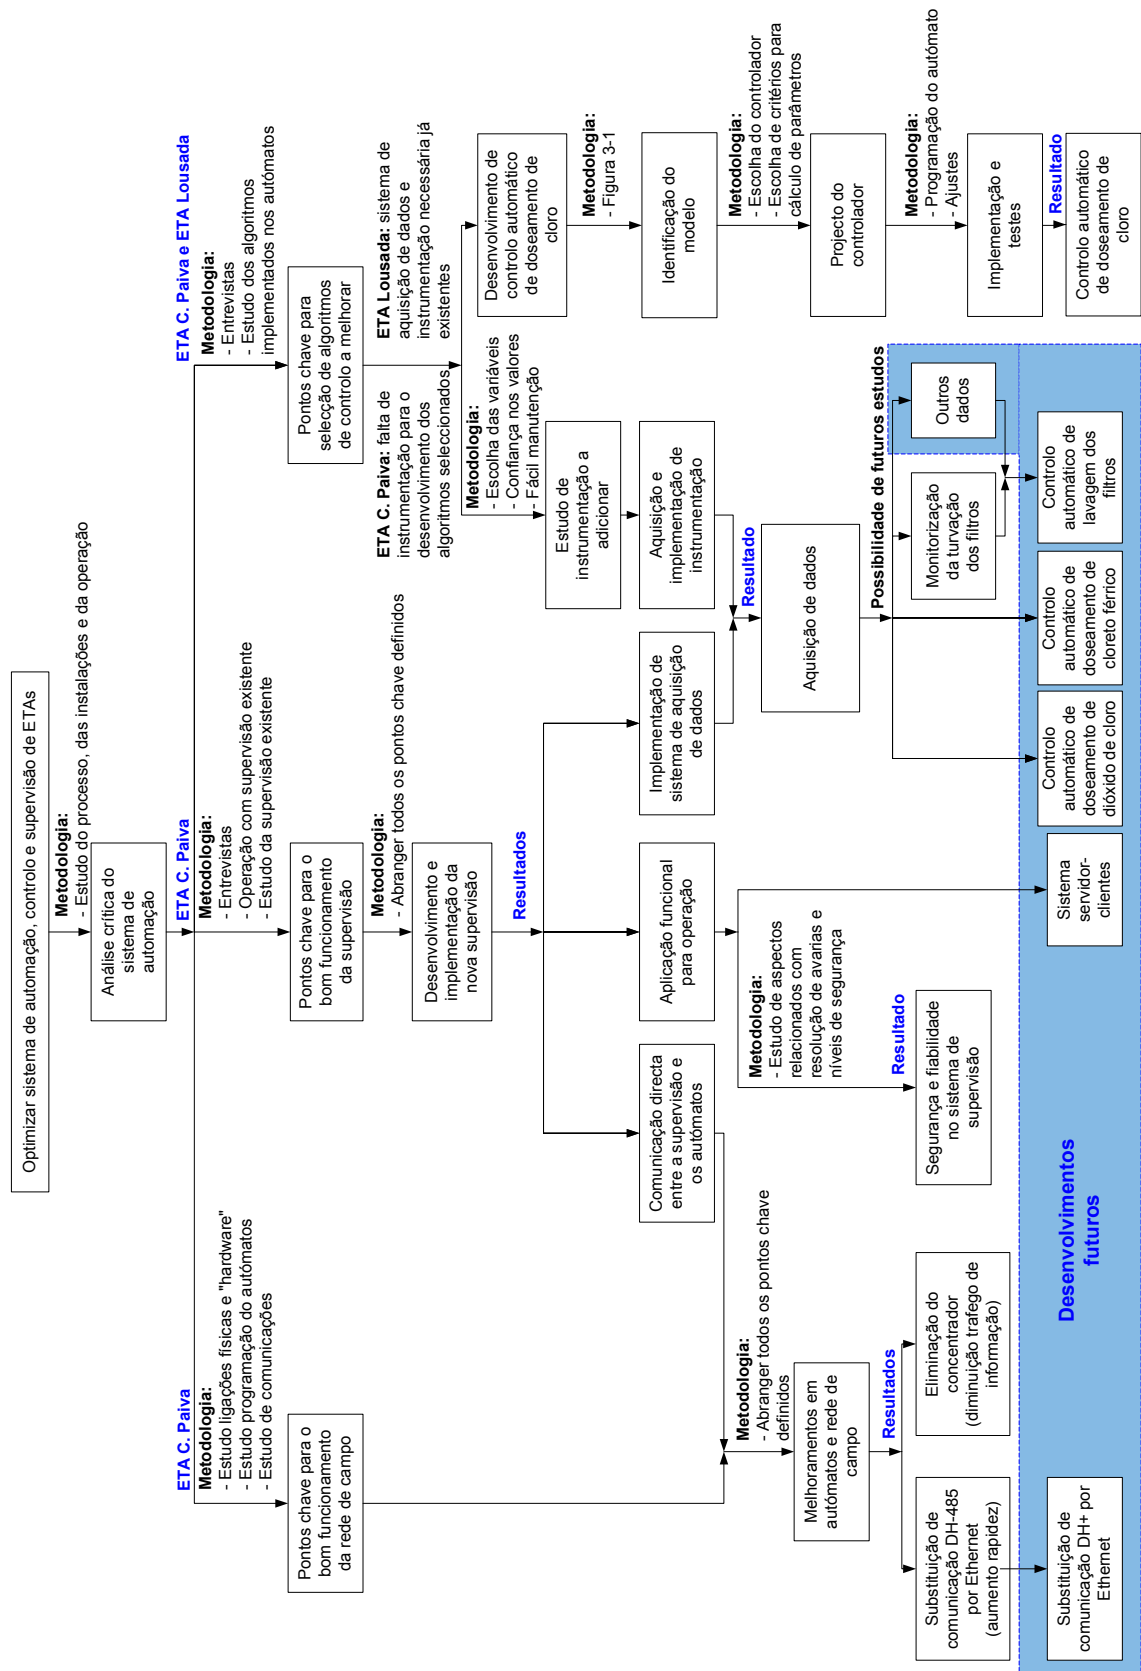 Optimizar sistema de automação, controlo e supervisão de ETAs
Metodologia:
- Estudo do processo, das instalações e da operação
Análise crítica do
sistema de
automação
ETA C. Paiva
Metodologia:
- Estudo ligações físicas e "hardware"
- Estudo programação do autómatos
- Estudo de comunicações
ETA C. Paiva
Metodologia:
- Entrevistas
- Operação com supervisão existente
- Estudo da supervisão existente
ETA C. Paiva e ETA Lousada
Metodologia:
- Entrevistas
- Estudo dos algoritmos
implementados nos autómatos
Pontos chave para o
bom funcionamento
da rede de campo
Pontos chave para o
bom funcionamento
da supervisão
Pontos chave para
selecção de algoritmos
de controlo a melhorar
Metodologia:
- Abranger todos os pontos chave definidos
ETA C. Paiva: falta de
instrumentação para o
desenvolvimento dos
algoritmos seleccionados
ETA Lousada: sistema de
aquisição de dados e
instrumentação necessária já
existentes
Desenvolvimento e
implementação da
nova supervisão
Metodologia:
- Escolha das variáveis
- Confiança nos valores
- Fácil manutenção
Desenvolvimento de
controlo automático
de doseamento de
cloro
Resultados
Estudo de
instrumentação a
adicionar
Metodologia:
- Figura 3-1
Comunicação directa
entre a supervisão e
os autómatos
Aplicação funcional
para operação
Implementação de
sistema de aquisição
de dados
Aquisição e
implementação de
instrumentação
Identificação do
modelo
Metodologia:
- Abranger todos os pontos chave
definidos
Metodologia:
- Estudo de aspectos
relacionados com
resolução de avarias e
níveis de segurança
Resultado
Metodologia:
- Escolha do controlador
- Escolha de critérios para
cálculo de parâmetros
Melhoramentos em
autómatos e rede de
campo
Aquisição de dados
Projecto do
controlador
Resultados
Resultado
Possibilidade de futuros estudos
Metodologia:
- Programação do autómato
- Ajustes
Substituição de
comunicação DH-485
por Ethernet
(aumento rapidez)
Eliminação do
concentrador
(diminuição trafego de
informação)
Segurança e fiabilidade
no sistema de
supervisão
Monitorização
da turvação
dos filtros
Outros
dados
Implementação e
testes
Resultado
Substituição de
comunicação DH+ por
Ethernet
Desenvolvimentos
futuros
Sistema
servidor-
clientes
Controlo
automático de
doseamento de
dióxido de cloro
Controlo
automático de
doseamento de
cloreto férrico
Controlo
automático de
lavagem dos
filtros
Controlo automático
de doseamento de
cloro